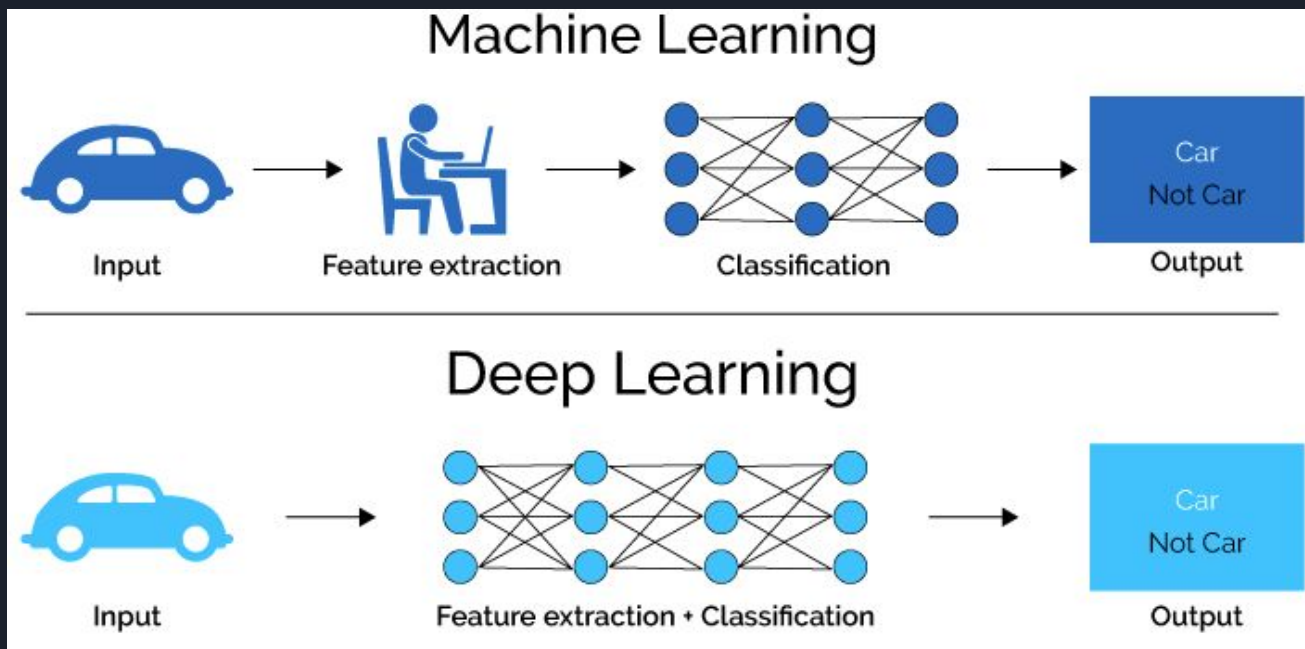 Machine Learning
Car
Not Car
Input
Feature extraction
Classification
Output
Deep Learning
Car
Not Car
Input
Feature extraction + Classification
Output